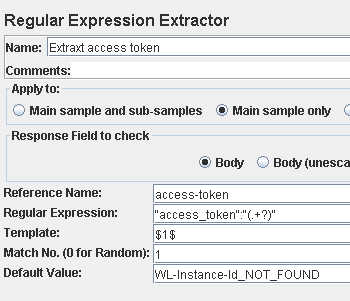 Regular Expression Extractor
Name: Extraxt access token
Comments:
Apply to:
Main sample and sub-samples Main sample only
Response Field to check
Body Body (unesca
Reference Name: access-token
Regular Expression: "access_token":"(.+?)"
Template: $1$
Match No. (0 for Random): 1
Default Value: WL-Instance-Id_NOT_FOUND